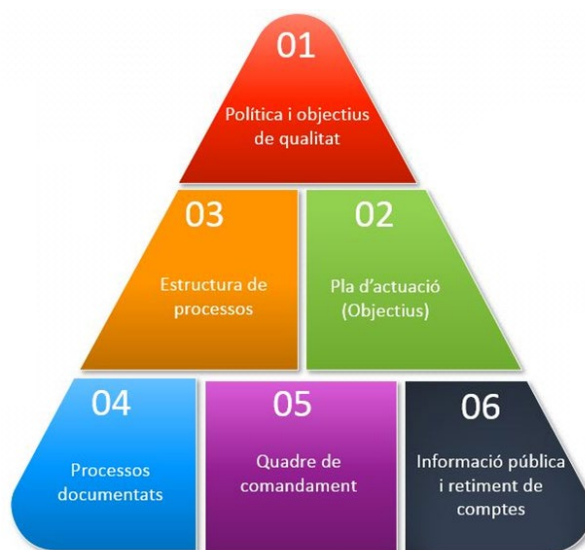 01
Política i objectius
de qualitat
03
Estructura de
processos
02
Pla d'actuació
(Objectius)
04
Processos
documentats
05
Quadre de
comandament
06
Informació pública
i retiment de
comptes